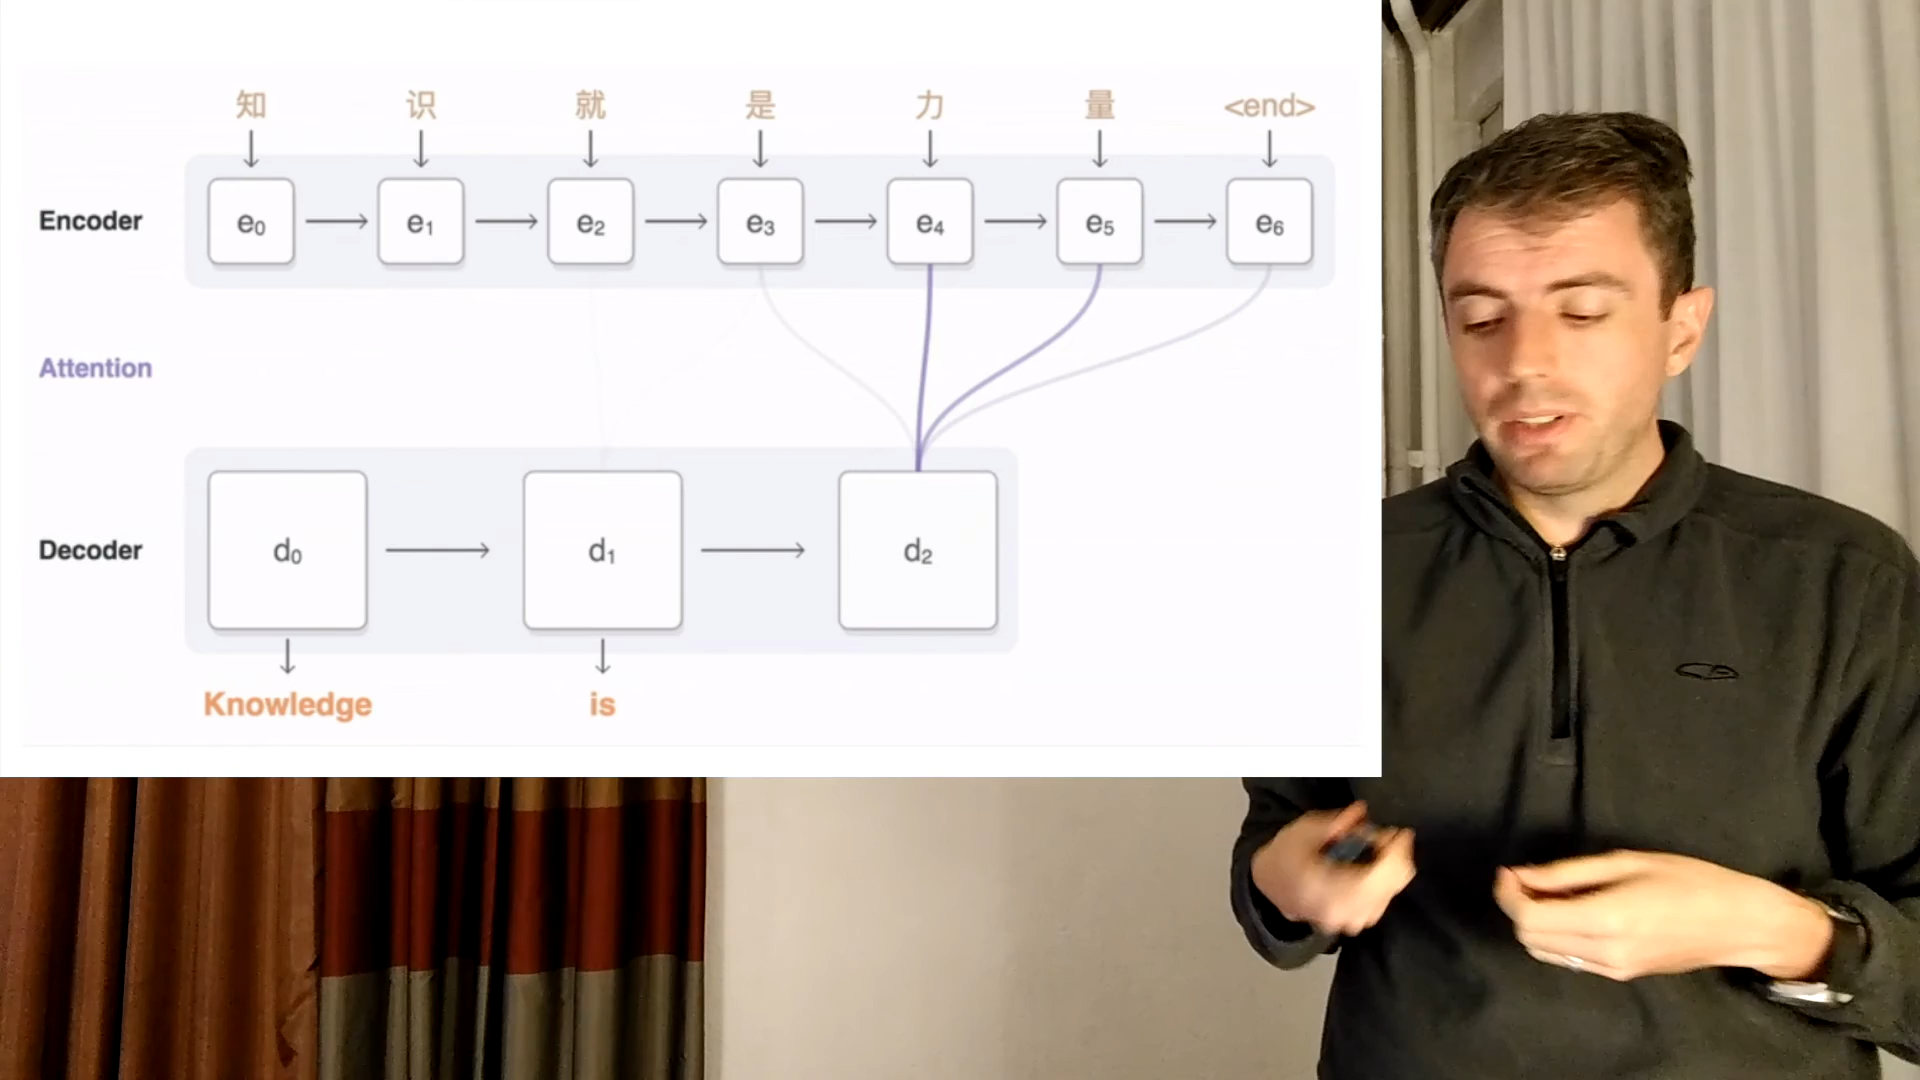 知 识 就 是 力 量 <end>
Encoder e₀ e₁ e₂ e₃ e₄ e₅ e₆
Attention
Decoder d₀ d₁ d₂
Knowledge is